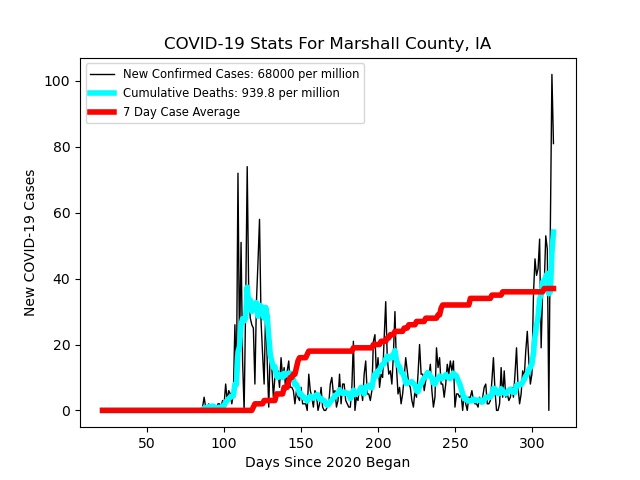 COVID-19 Stats For Marshall County, IA
New Confirmed Cases: 68000 per million
Cumulative Deaths: 939.8 per million
7 Day Case Average
New COVID-19 Cases
100
80
60
40
20
0
50 100 150 200 250 300
Days Since 2020 Began